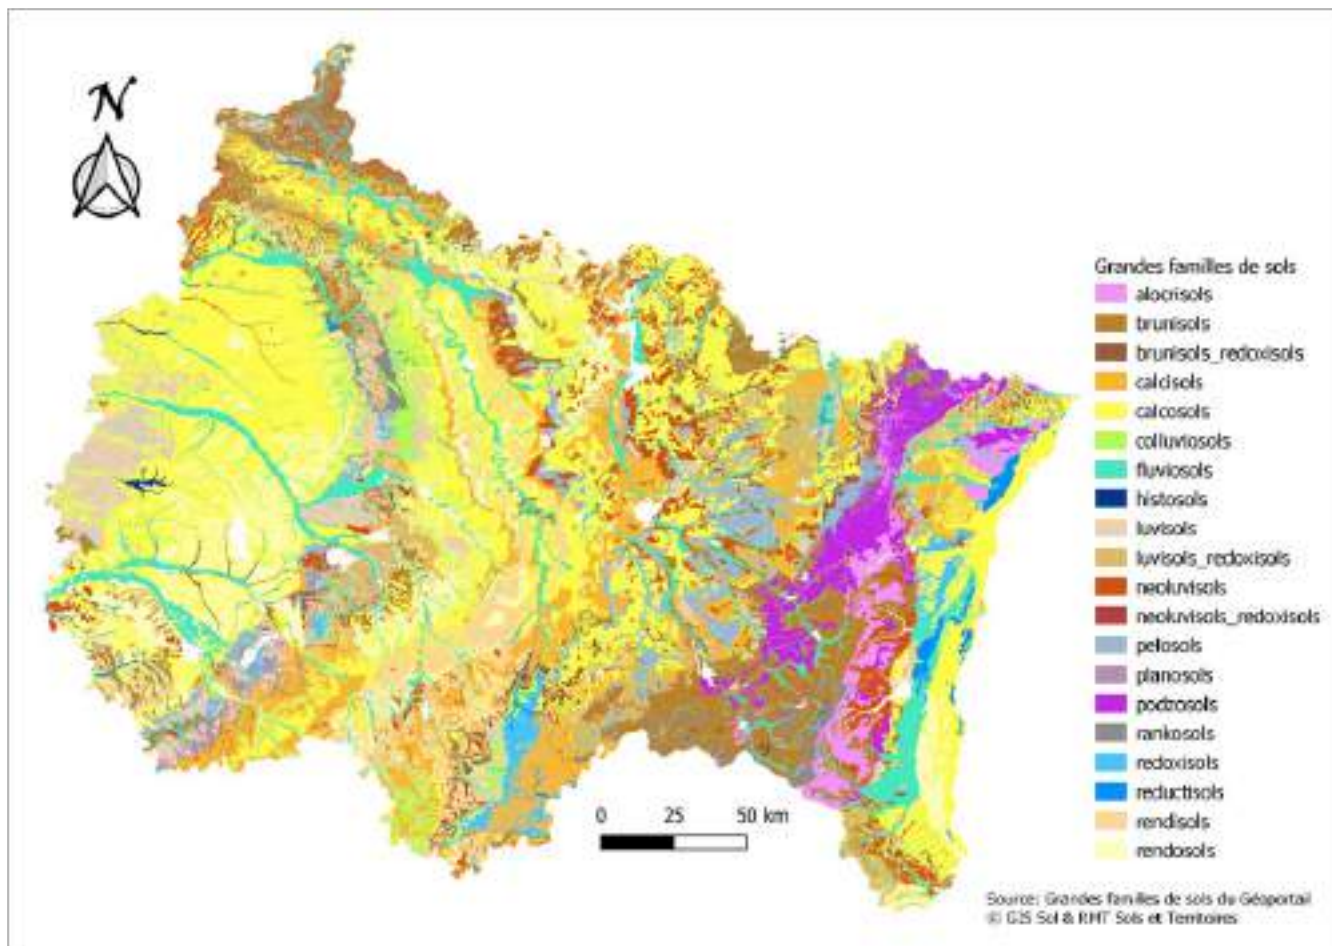 N
Grandes familles de sols
alocrisols
brunisols
brunisols_redoxisols
calcisols
calcosols
colluviosols
fluviosols
histosols
luvisols
luvisols_redoxisols
neoluvisols
neoluvisols_redoxisols
pelosols
planosols
podzosols
rankosols
redoxisols
reductisols
rendisols
rendosols
0 25 50 km
Source: Grandes familles de sols du Géoportail
© GIS Sol & RMT Sols et Territoires